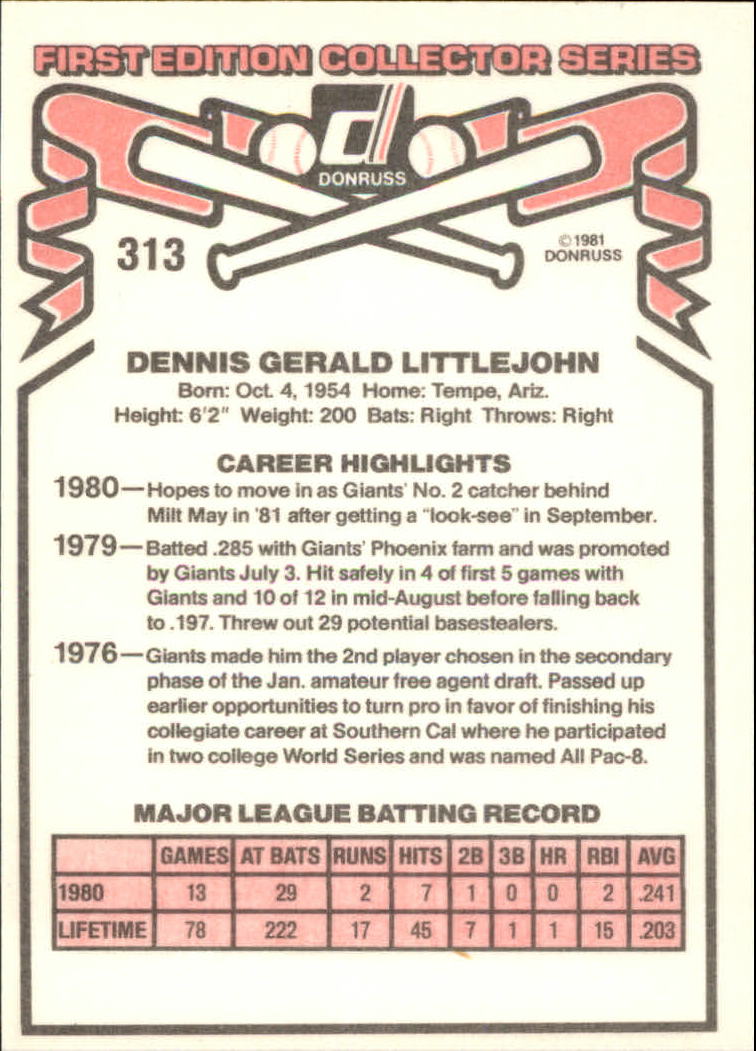 FIRST EDITION COLLECTOR SERIES
d
DONRUSS
313
©1981
DONRUSS
DENNIS GERALD LITTLEJOHN
Born: Oct. 4, 1954 Home: Tempe, Ariz.
Height: 6'2" Weight: 200 Bats: Right Throws: Right
CAREER HIGHLIGHTS
1980—Hopes to move in as Giants' No. 2 catcher behind
Milt May in '81 after getting a "look-see" in September.
1979—Batted .285 with Giants' Phoenix farm and was promoted
by Giants July 3. Hit safely in 4 of first 5 games with
Giants and 10 of 12 in mid-August before falling back
to .197. Threw out 29 potential basestealers.
1976—Giants made him the 2nd player chosen in the secondary
phase of the Jan. amateur free agent draft. Passed up
earlier opportunities to turn pro in favor of finishing his
collegiate career at Southern Cal where he participated
in two college World Series and was named All Pac-8.
MAJOR LEAGUE BATTING RECORD
GAMES AT BATS RUNS HITS 2B 3B HR RBI AVG
1980 13 29 2 7 1 0 0 2 .241
LIFETIME 78 222 17 45 7 1 1 15 .203